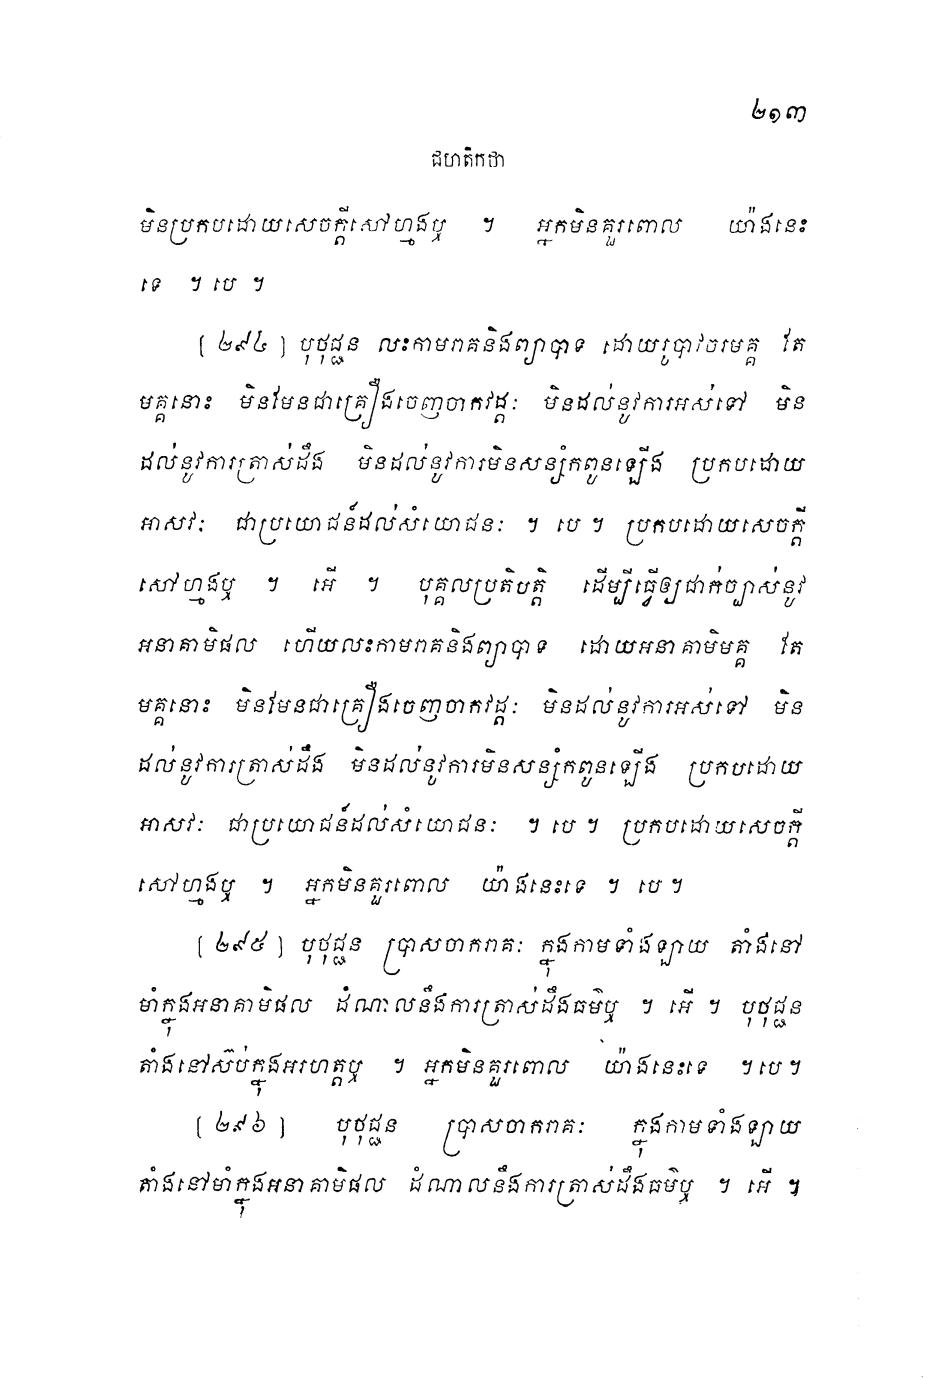 ២១៣
ជហតិកថា
មិនប្រកបដោយសេចក្តីសៅហ្មងឬ ។ អ្នកមិនគួរពោល យ៉ាងនេះ
ទេ ។ បេ ។
[ ២៩៤ ] បុថុជ្ជន លះកាមរាគនិងព្យាបាទ ដោយរូបាវចរមគ្គ តែ
មគ្គនោះ មិនមែនជាគ្រឿងចេញចាកវដ្តៈ មិនដល់នូវការអស់ទៅ មិន
ដល់នូវការត្រាស់ដឹង មិនដល់នូវការមិនសន្សំកពូនឡើង ប្រកបដោយ
អាសវៈ ជាប្រយោជន៍ដល់សំយោជនៈ ។ បេ ។ ប្រកបដោយសេចក្តី
សៅហ្មងឬ ។ អើ ។ បុគ្គលប្រតិបត្តិ ដើម្បីធ្វើឲ្យជាក់ច្បាស់នូវ
អនាគាមិផល ហើយលះកាមរាគនិងព្យាបាទ ដោយអនាគាមិមគ្គ តែ
មគ្គនោះ មិនមែនជាគ្រឿងចេញចាកវដ្តៈ មិនដល់នូវការអស់ទៅ មិន
ដល់នូវការត្រាស់ដឹង មិនដល់នូវការមិនសន្សំកពូនឡើង ប្រកបដោយ
អាសវៈ ជាប្រយោជន៍ដល់សំយោជនៈ ។ បេ ។ ប្រកបដោយសេចក្តី
សៅហ្មងឬ ។ អ្នកមិនគួរពោល យ៉ាងនេះទេ ។ បេ ។
[ ២៩៥ ] បុថុជ្ជន ប្រាសចាករាគៈ ក្នុងកាមទាំងឡាយ តាំងនៅ
មាំក្នុងអនាគាមិផល ដំណាលនឹងការត្រាស់ដឹងធម៌ឬ ។ អើ ។ បុថុជ្ជន
តាំងនៅស៊ប់ក្នុងអរហត្តឬ ។ អ្នកមិនគួរពោល យ៉ាងនេះទេ ។ បេ ។
[ ២៩៦ ] បុថុជ្ជន ប្រាសចាករាគៈ ក្នុងកាមទាំងឡាយ
តាំងនៅមាំក្នុងអនាគាមិផល ដំណាលនឹងការត្រាស់ដឹងធម៌ឬ ។ អើ ។